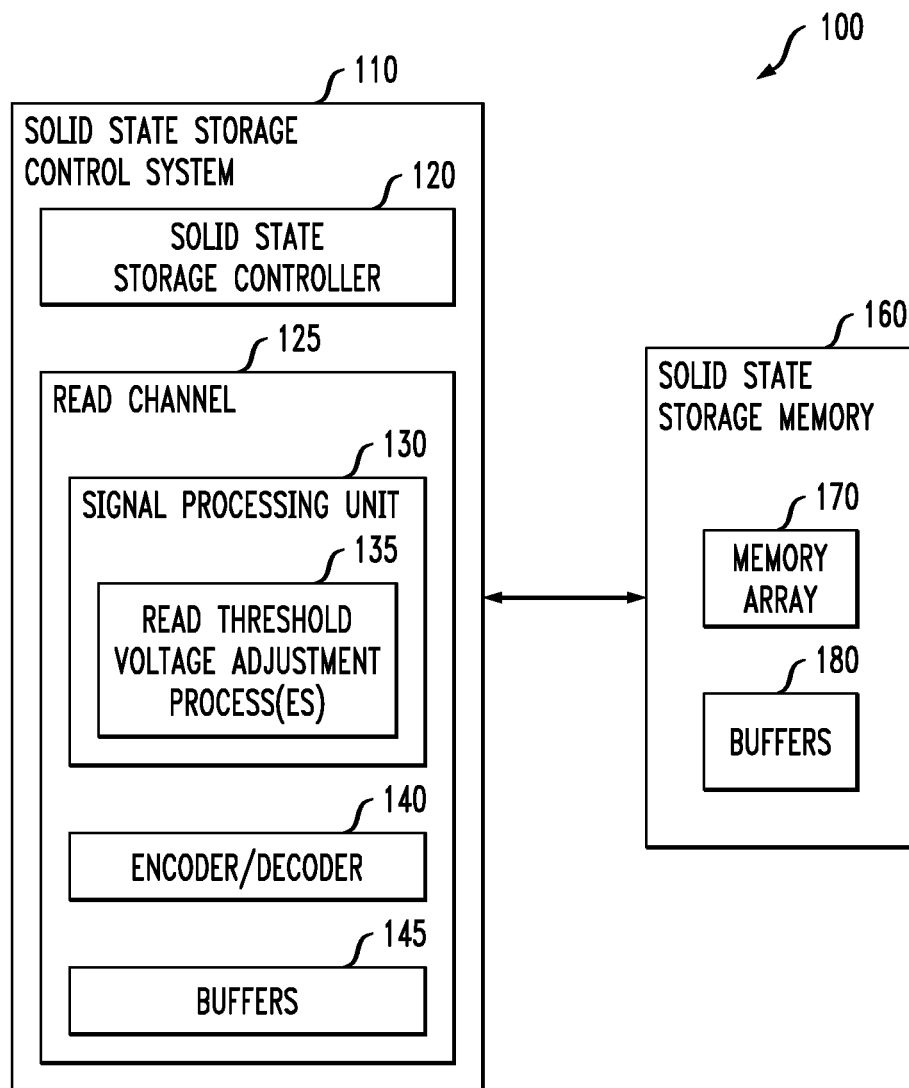 100
110
SOLID STATE STORAGE
CONTROL SYSTEM
120
SOLID STATE
STORAGE CONTROLLER
125
READ CHANNEL
130
SIGNAL PROCESSING UNIT
135
READ THRESHOLD
VOLTAGE ADJUSTMENT
PROCESS(ES)
140
ENCODER/DECODER
145
BUFFERS
160
SOLID STATE
STORAGE MEMORY
170
MEMORY
ARRAY
180
BUFFERS